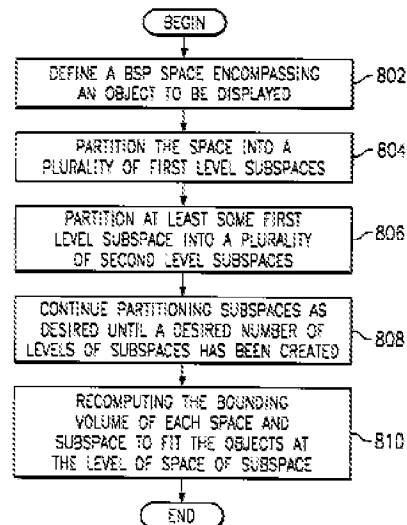 BEGIN
DEFINE A BSP SPACE ENCOMPASSING
AN OBJECT TO BE DISPLAYED
802
PARTITION THE SPACE INTO A
PLURALITY OF FIRST LEVEL SUBSPACES
804
PARTITION AT LEAST SOME FIRST
LEVEL SUBSPACE INTO A PLURALITY
OF SECOND LEVEL SUBSPACES
806
CONTINUE PARTITIONING SUBSPACES AS
DESIRED UNTIL A DESIRED NUMBER OF
LEVELS OF SUBSPACES HAS BEEN CREATED
808
RECOMPUTING THE BOUNDING
VOLUME OF EACH SPACE AND
SUBSPACE TO FIT THE OBJECTS AT
THE LEVEL OF SPACE OF SUBSPACE
810
END